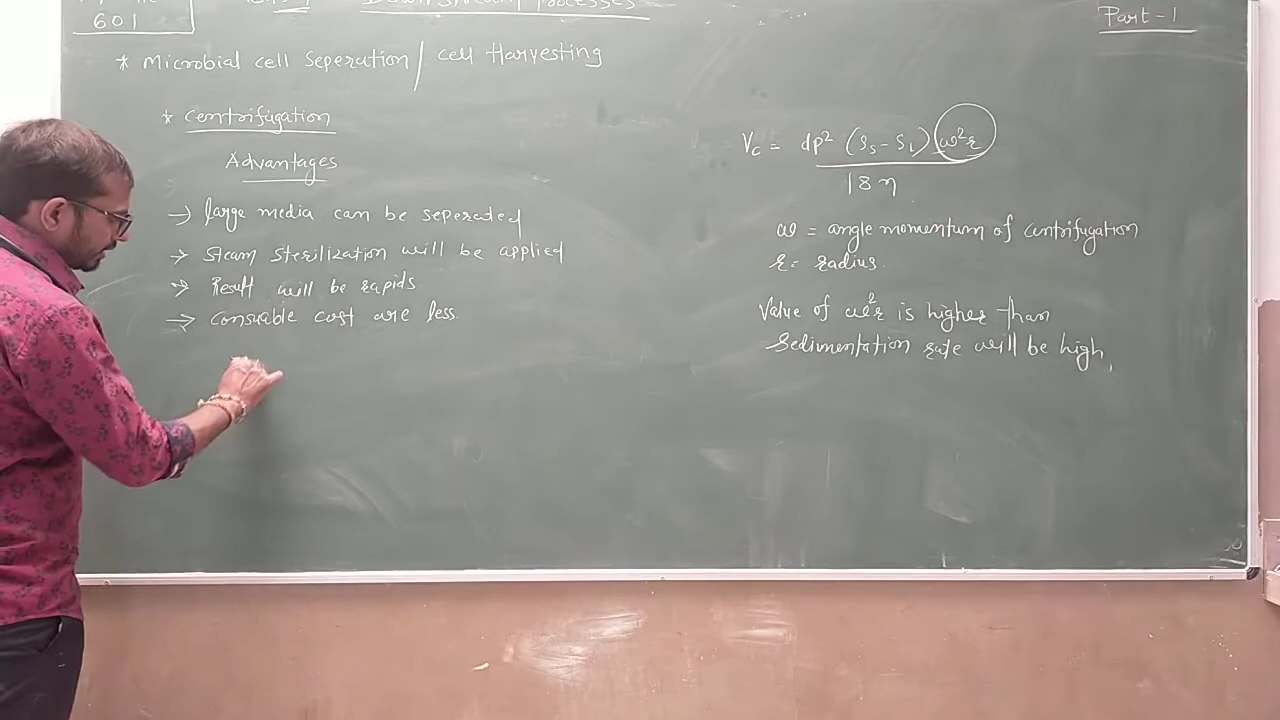 601
Downstream Processes
Part-1
* Microbial cell Seperation / cell Harvesting
* Centrifugation
Advantages
→ large media can be seperated
→ Steam Sterilization will be applied
→ Result will be rapids
→ Consuable cost are less.
Vc = dp² (ρs - ρL) ω²r
18 η
ω = angle momentum of centrifugation
r = radius.
Value of ω²r is higher than
Sedimentation rate will be high,